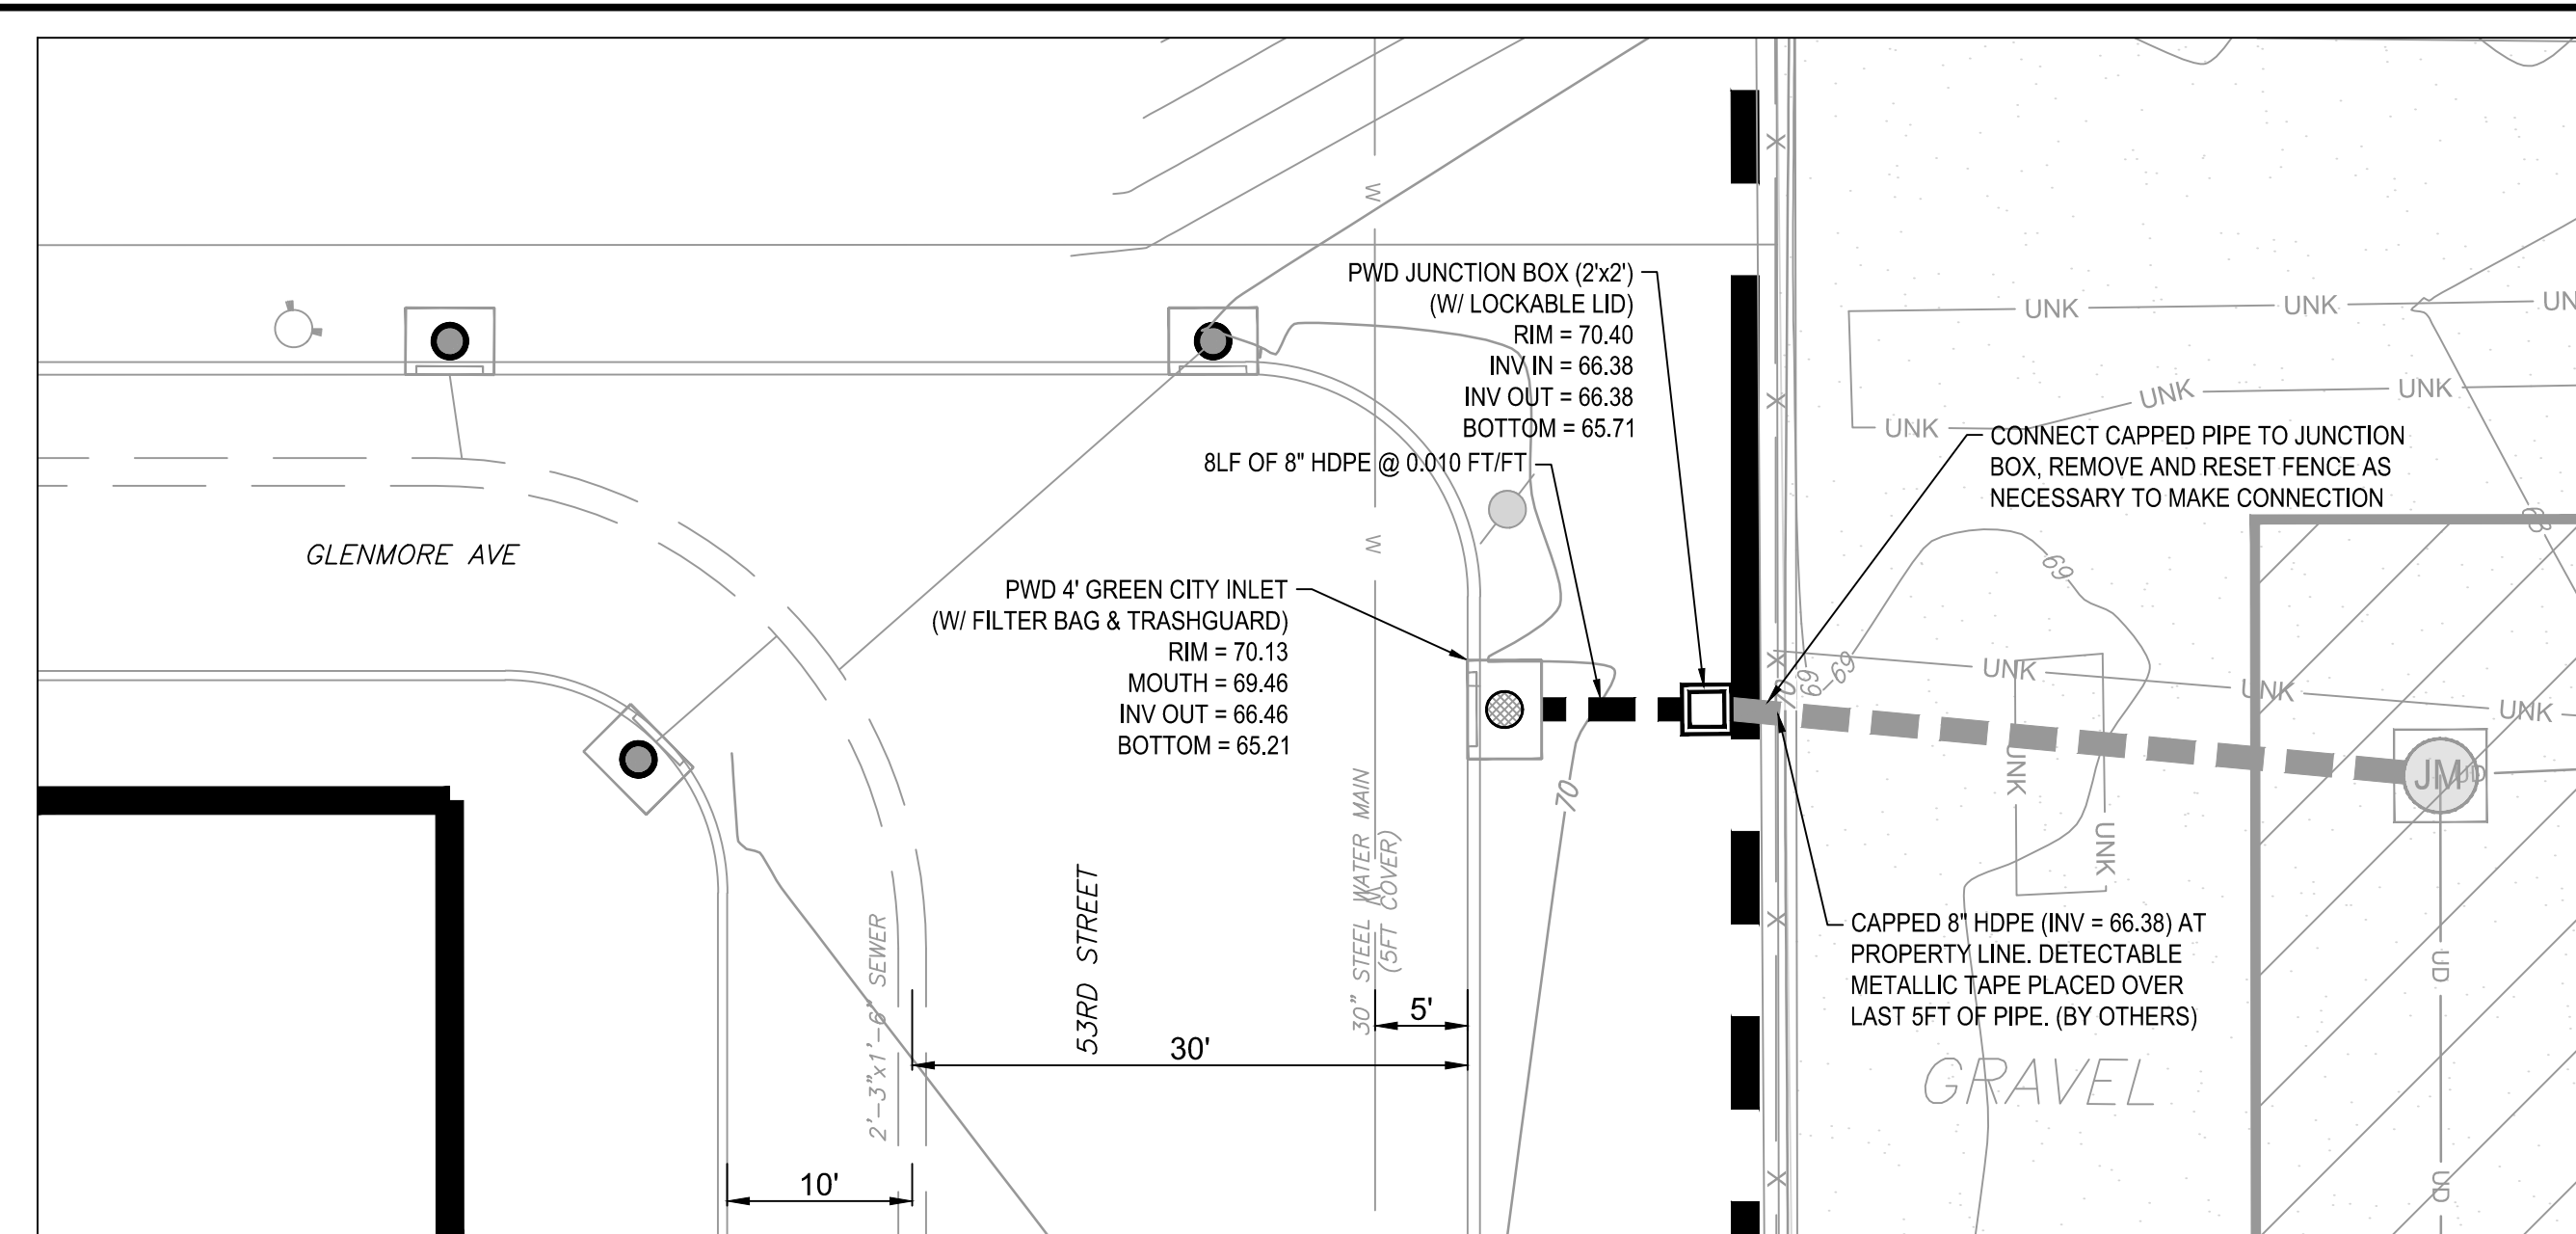 PWD JUNCTION BOX (2'x2')
(W/ LOCKABLE LID)
RIM = 70.40
INV IN = 66.38
INV OUT = 66.38
BOTTOM = 65.71
8LF OF 8" HDPE @ 0.010 FT/FT
W
W
W
UNK
UNK
UNK
UNK
UNK
CONNECT CAPPED PIPE TO JUNCTION
BOX, REMOVE AND RESET FENCE AS
NECESSARY TO MAKE CONNECTION
GLENMORE AVE
PWD 4' GREEN CITY INLET
(W/ FILTER BAG & TRASHGUARD)
RIM = 70.13
MOUTH = 69.46
INV OUT = 66.46
BOTTOM = 65.21
69
69
69
70
70
UNK
UNK
UNK
UNK
UNK
JM
UD
UD
UD
2'-3"x1'-6" SEWER
53RD STREET
30" STEEL WATER MAIN
(5FT COVER)
CAPPED 8" HDPE (INV = 66.38) AT
PROPERTY LINE. DETECTABLE
METALLIC TAPE PLACED OVER
LAST 5FT OF PIPE. (BY OTHERS)
5'
30'
10'
GRAVEL
X
X
X
X
X